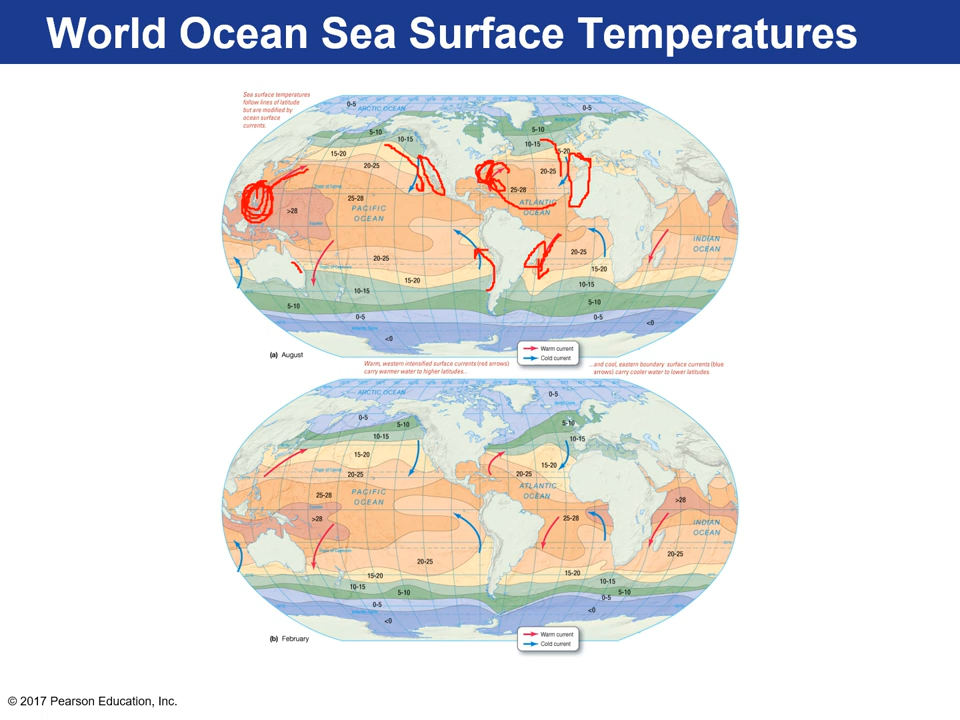 World Ocean Sea Surface Temperatures
Sea surface temperatures
follow lines of latitude
but are modified by
ocean surface
currents.
0-5
ARCTIC OCEAN
0-5
5-10
10-15
5-10
10-15
15-20
15-20
20-25
20-25
25-28
25-28
>28
PACIFIC
OCEAN
ATLANTIC
OCEAN
INDIAN
OCEAN
20-25
20-25
15-20
15-20
10-15
10-15
5-10
5-10
0-5
0-5
<0
<0
(a) August
Warm current
Cold current
Warm, western intensified surface currents (red arrows)
carry warmer water to higher latitudes...
...and cool, eastern boundary surface currents (blue
arrows) carry cooler water to lower latitudes.
ARCTIC OCEAN
0-5
0-5
5-10
5-10
10-15
10-15
15-20
15-20
20-25
20-25
25-28
PACIFIC
OCEAN
ATLANTIC
OCEAN
>28
>28
25-28
INDIAN
OCEAN
20-25
20-25
15-20
15-20
10-15
10-15
5-10
5-10
0-5
0-5
<0
<0
(b) February
Warm current
Cold current
© 2017 Pearson Education, Inc.